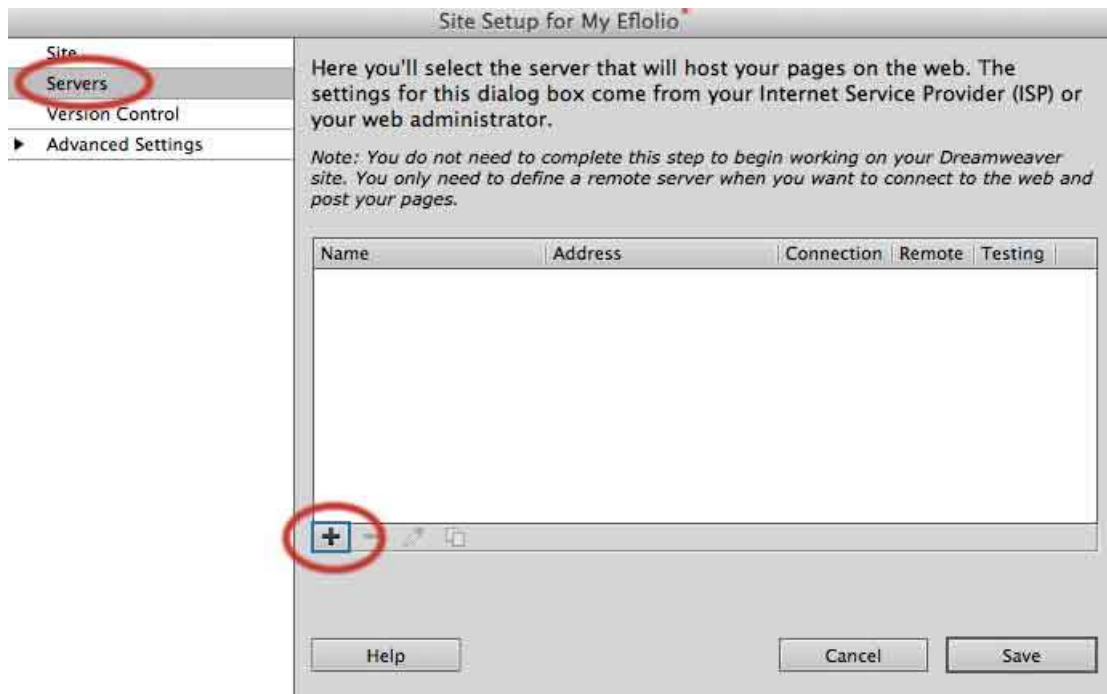 Site Setup for My Eflolio
Site
Servers
Version Control
Advanced Settings
Here you'll select the server that will host your pages on the web. The
settings for this dialog box come from your Internet Service Provider (ISP) or
your web administrator.
Note: You do not need to complete this step to begin working on your Dreamweaver
site. You only need to define a remote server when you want to connect to the web and
post your pages.
Name Address Connection Remote Testing
Help Cancel Save